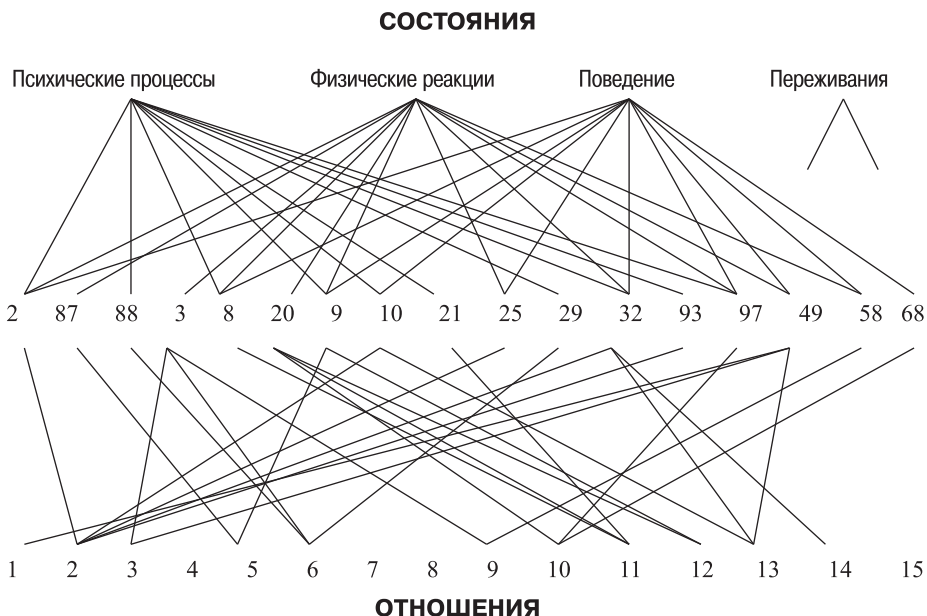 СОСТОЯНИЯ
Психические процессы Физические реакции Поведение Переживания
2 87 88 3 8 20 9 10 21 25 29 32 93 97 49 58 68
1 2 3 4 5 6 7 8 9 10 11 12 13 14 15
ОТНОШЕНИЯ